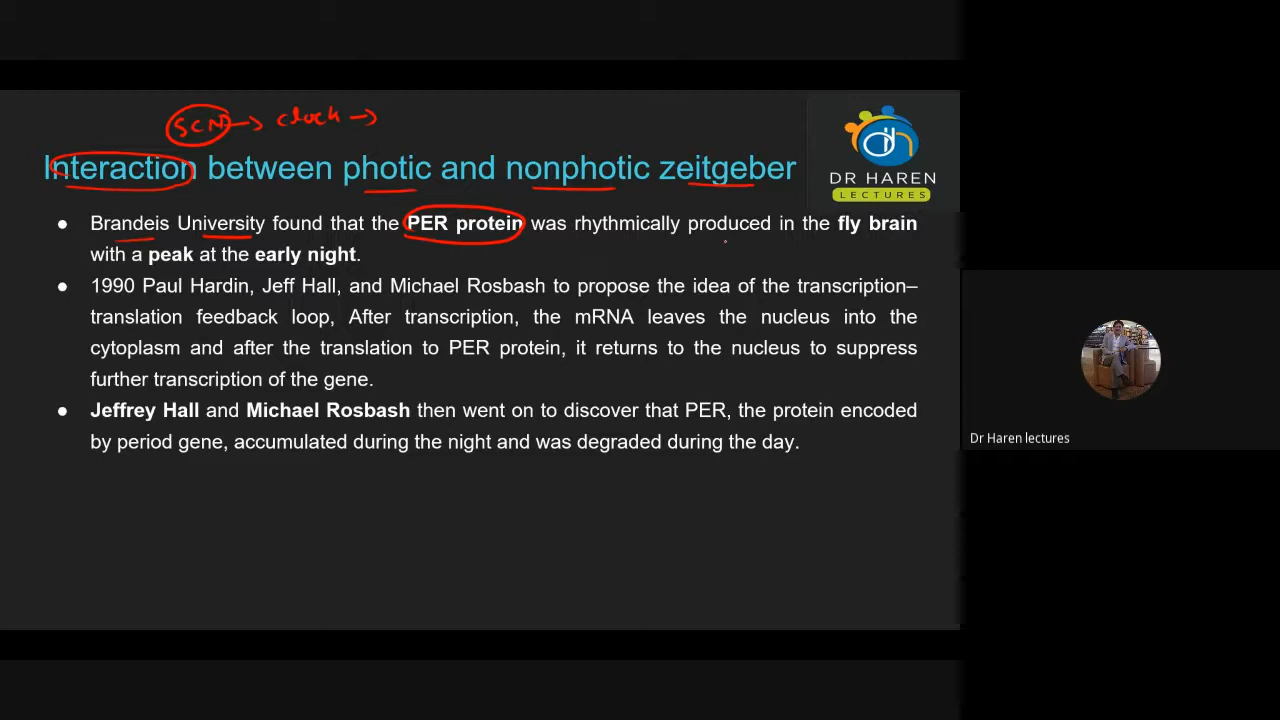 SCN → clock →
Interaction between photic and nonphotic zeitgeber
DR HAREN
LECTURES
● Brandeis University found that the PER protein was rhythmically produced in the fly brain
with a peak at the early night.
● 1990 Paul Hardin, Jeff Hall, and Michael Rosbash to propose the idea of the transcription–
translation feedback loop, After transcription, the mRNA leaves the nucleus into the
cytoplasm and after the translation to PER protein, it returns to the nucleus to suppress
further transcription of the gene.
● Jeffrey Hall and Michael Rosbash then went on to discover that PER, the protein encoded
by period gene, accumulated during the night and was degraded during the day.
Dr Haren lectures